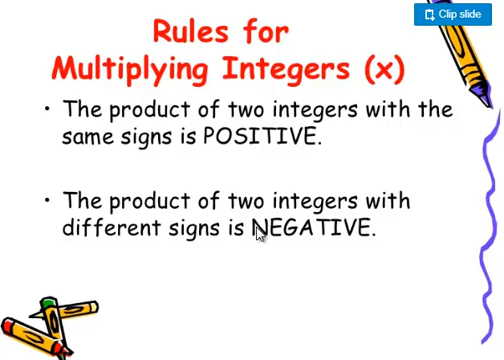 Clip slide
Rules for
Multiplying Integers (x)
• The product of two integers with the
same signs is POSITIVE.
• The product of two integers with
different signs is NEGATIVE.